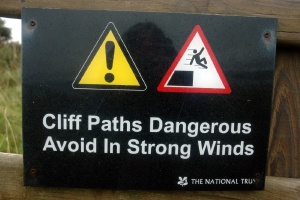 Cliff Paths Dangerous
Avoid In Strong Winds
THE NATIONAL TRUST